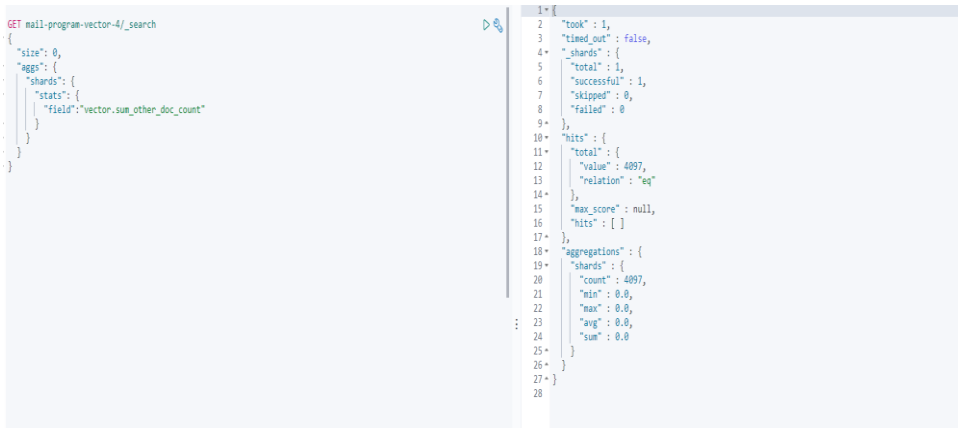 GET mail-program-vector-4/_search
{
  "size": 0,
  "aggs": {
    "shards": {
      "stats": {
        "field":"vector.sum_other_doc_count"
      }
    }
  }
}
1 {
2 "took" : 1,
3 "timed_out" : false,
4 "_shards" : {
5 "total" : 1,
6 "successful" : 1,
7 "skipped" : 0,
8 "failed" : 0
9 },
10 "hits" : {
11 "total" : {
12 "value" : 4097,
13 "relation" : "eq"
14 },
15 "max_score" : null,
16 "hits" : [ ]
17 },
18 "aggregations" : {
19 "shards" : {
20 "count" : 4097,
21 "min" : 0.0,
22 "max" : 0.0,
23 "avg" : 0.0,
24 "sum" : 0.0
25 }
26 }
27 }
28